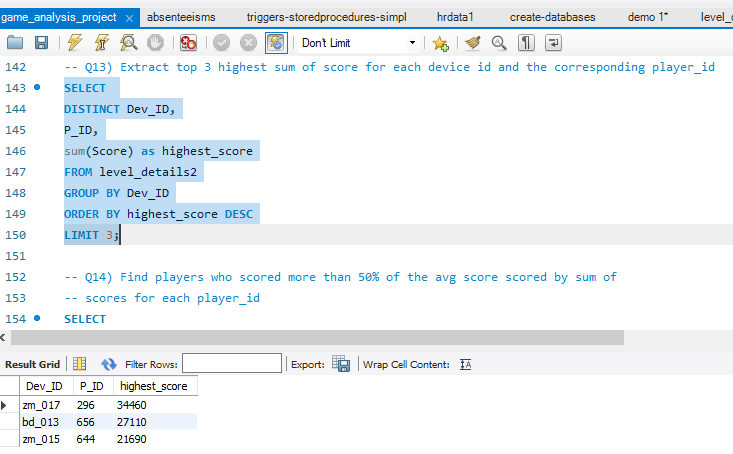 game_analysis_project × absenteeisms triggers-storedprocedures-simpl hrdata1 create-databases demo 1* level_
Don't Limit
142 -- Q13) Extract top 3 highest sum of score for each device id and the corresponding player_id
143 SELECT
144 DISTINCT Dev_ID,
145 P_ID,
146 sum(Score) as highest_score
147 FROM level_details2
148 GROUP BY Dev_ID
149 ORDER BY highest_score DESC
150 LIMIT 3;
151
152 -- Q14) Find players who scored more than 50% of the avg score scored by sum of
153 -- scores for each player_id
154 SELECT
Result Grid Filter Rows: Export: Wrap Cell Content:
Dev_ID P_ID highest_score
zm_017 296 34460
bd_013 656 27110
zm_015 644 21690